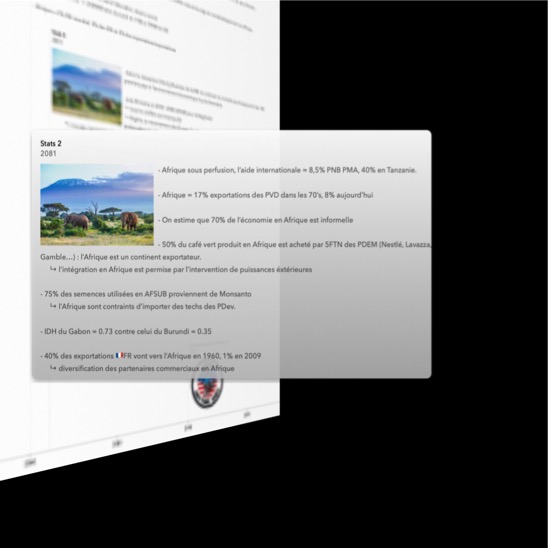 Stats 2
2081
- Afrique sous perfusion, l'aide internationale = 8,5% PNB PMA, 40% en Tanzanie.
- Afrique = 17% exportations des PVD dans les 70's, 8% aujourd'hui
- On estime que 70% de l'économie en Afrique est informelle
- 50% du café vert produit en Afrique est acheté par 5FTN des PDEM (Nestlé, Lavazza,
Gamble...) : l'Afrique est un continent exportateur.
↪ l'intégration en Afrique est permise par l'intervention de puissances éxtérieures
- 75% des semences utilisées en AFSUB proviennent de Monsanto
↪ l'Afrique sont contraints d'importer des techs des PDev.
- IDH du Gabon = 0.73 contre celui du Burundi = 0.35
- 40% des exportations 🇫🇷FR vont vers l'Afrique en 1960, 1% en 2009
↪ diversification des partenaires commerciaux en Afrique